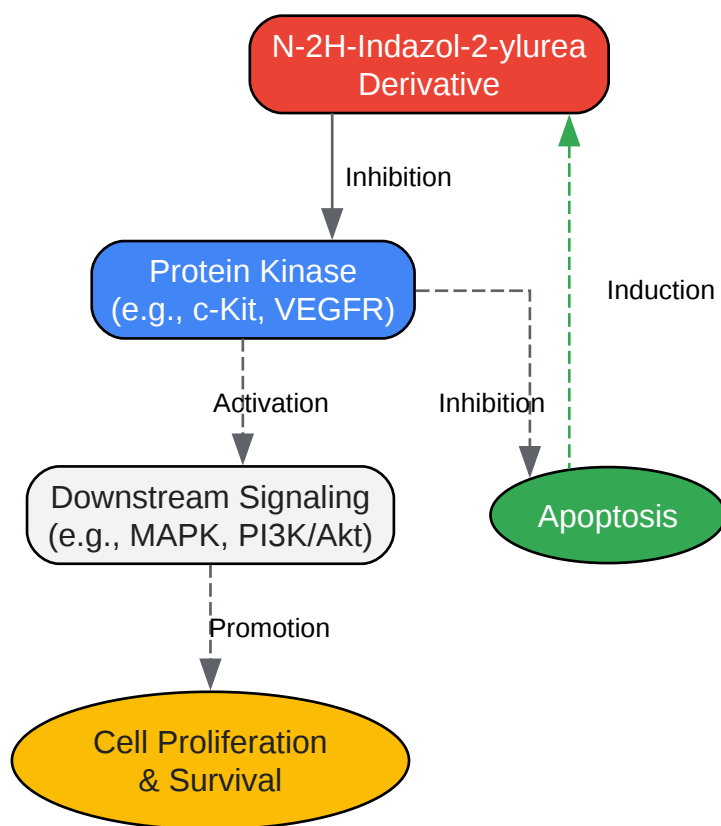 N-2H-Indazol-2-ylurea
Derivative
Inhibition
Protein Kinase
(e.g., c-Kit, VEGFR)
Induction
Activation
Inhibition
Downstream Signaling
(e.g., MAPK, PI3K/Akt)
Apoptosis
Promotion
Cell Proliferation
& Survival